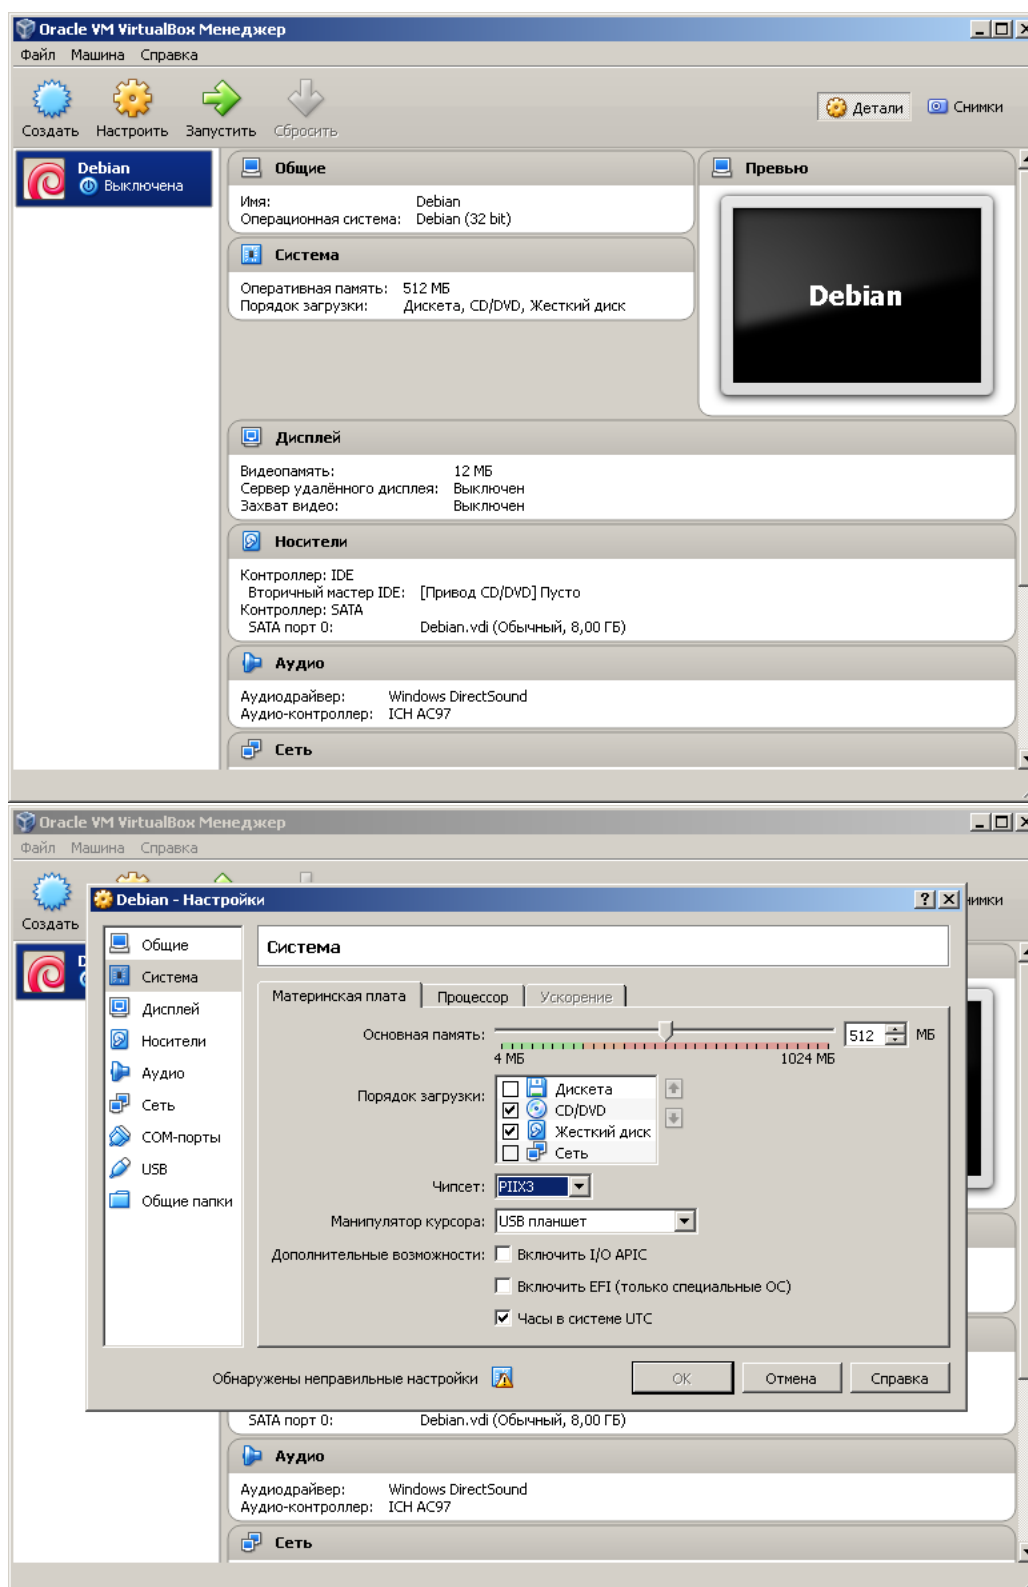 Oracle VM VirtualBox Менеджер
Файл Машина Справка
Создать Настроить Запустить Сбросить Детали Снимки
Debian
Выключена
Общие
Имя: Debian
Операционная система: Debian (32 bit)
Превью
Debian
Система
Оперативная память: 512 МБ
Порядок загрузки: Дискета, CD/DVD, Жесткий диск
Дисплей
Видеопамять: 12 МБ
Сервер удалённого дисплея: Выключен
Захват видео: Выключен
Носители
Контроллер: IDE
Вторичный мастер IDE: [Привод CD/DVD] Пусто
Контроллер: SATA
SATA порт 0: Debian.vdi (Обычный, 8,00 ГБ)
Аудио
Аудиодрайвер: Windows DirectSound
Аудио-контроллер: ICH AC97
Сеть
Oracle VM VirtualBox Менеджер
Файл Машина Справка
Создать
нимки
Debian - Настройки
Общие
Система
Дисплей
Носители
Аудио
Сеть
COM-порты
USB
Общие папки
Система
Материнская плата Процессор Ускорение
Основная память: 512 МБ
4 МБ 1024 МБ
Порядок загрузки: Дискета
CD/DVD
Жесткий диск
Сеть
Чипсет: PIIX3
Манипулятор курсора: USB планшет
Дополнительные возможности: Включить I/O APIC
Включить EFI (только специальные ОС)
Часы в системе UTC
Обнаружены неправильные настройки OK Отмена Справка
SATA порт 0: Debian.vdi (Обычный, 8,00 ГБ)
Аудио
Аудиодрайвер: Windows DirectSound
Аудио-контроллер: ICH AC97
Сеть